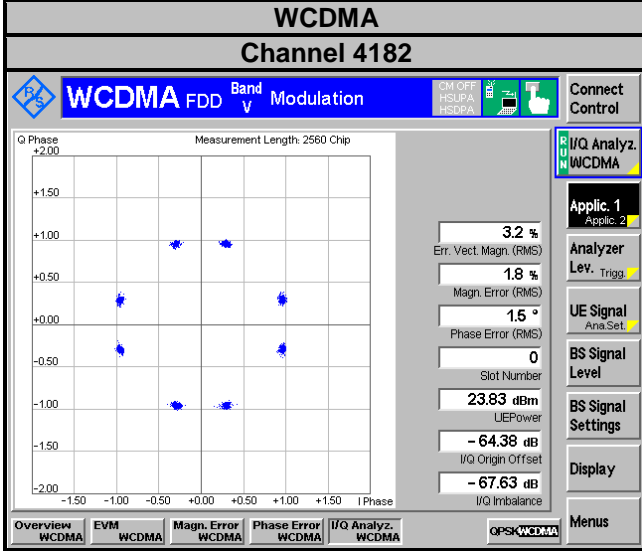 WCDMA
Channel 4182
R/S
WCDMA FDD Band V Modulation
CM OFF
HSUPA
HSDPA
Connect Control
Q Phase
Measurement Length: 2560 Chip
+2.00
+1.50
+1.00
+0.50
+0.00
-0.50
-1.00
-1.50
-2.00
-1.50 -1.00 -0.50 +0.00 +0.50 +1.00 +1.50 I Phase
3.2 %
Err. Vect. Magn. (RMS)
1.8 %
Magn. Error (RMS)
1.5 °
Phase Error (RMS)
0
Slot Number
23.83 dBm
UEPower
- 64.38 dB
I/Q Origin Offset
- 67.63 dB
I/Q Imbalance
RUN
I/Q Analyz.
WCDMA
Applic. 1
Applic. 2
Analyzer
Lev. Trigg.
UE Signal
Ana.Set.
BS Signal
Level
BS Signal
Settings
Display
Menus
Overview WCDMA
EVM WCDMA
Magn. Error WCDMA
Phase Error WCDMA
I/Q Analyz. WCDMA
QPSK WCDMA